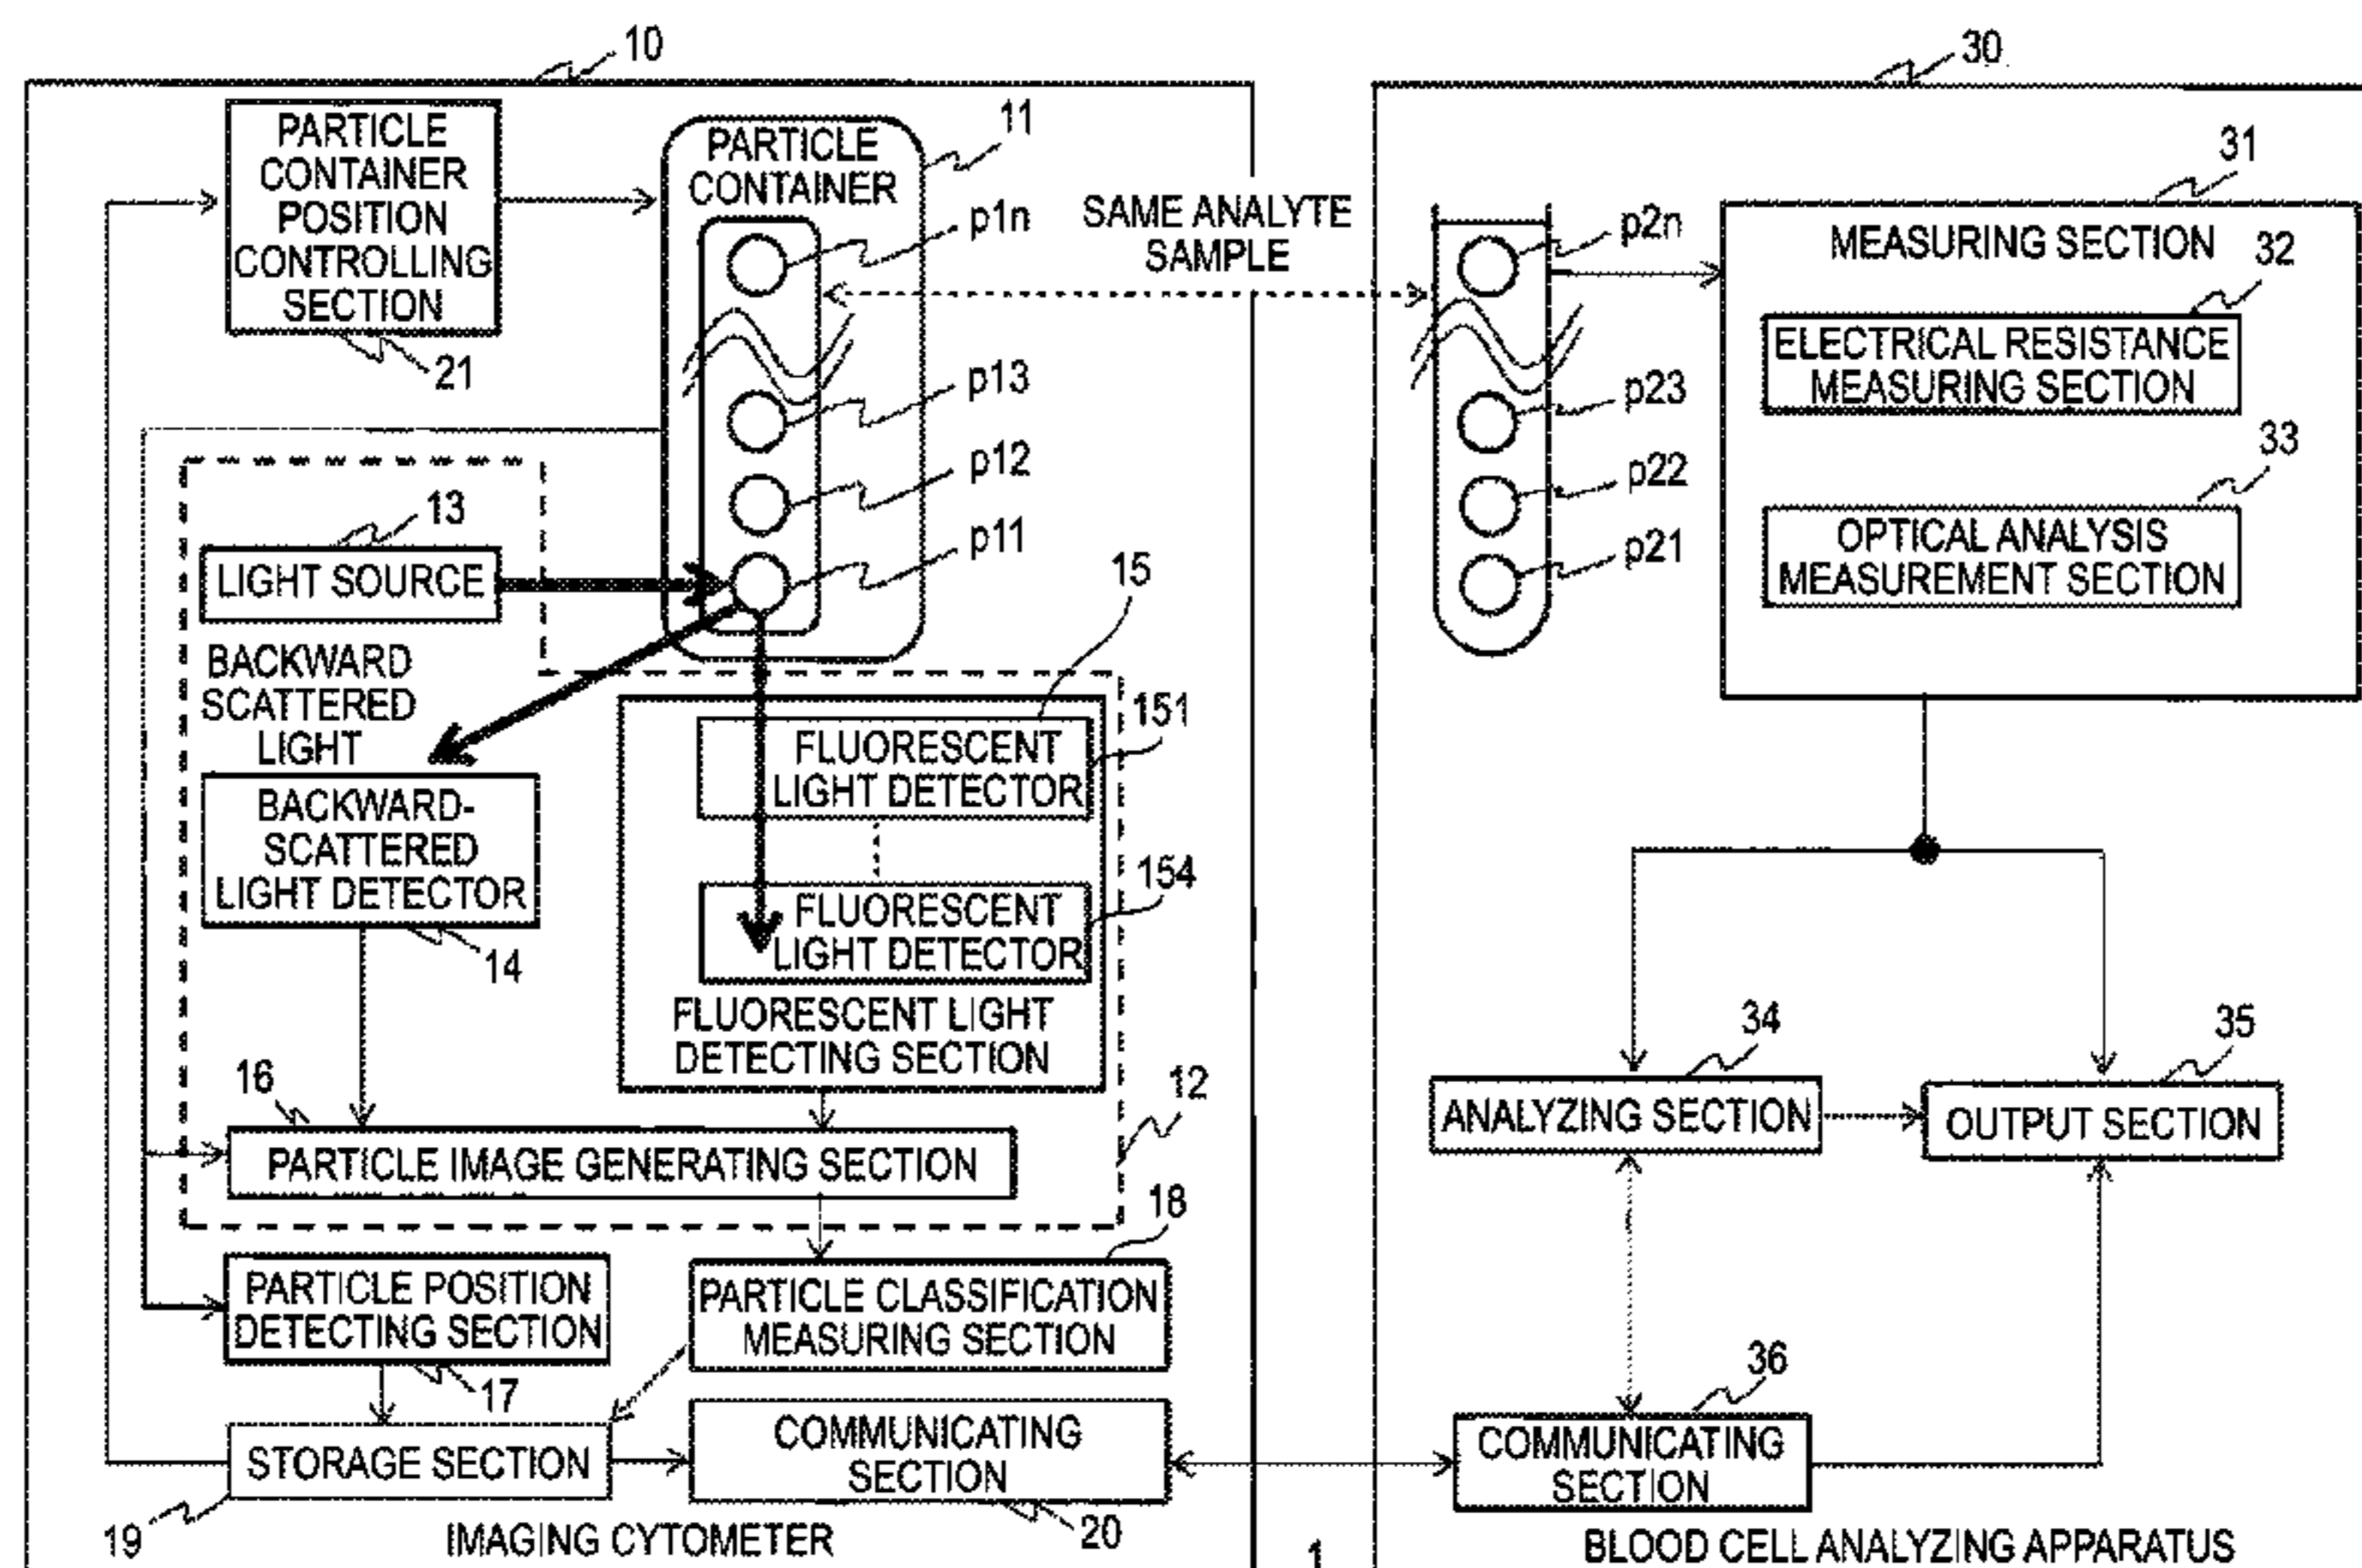 10
30
PARTICLE
CONTAINER
POSITION
CONTROLLING
SECTION
21
PARTICLE
CONTAINER
11
p1n
p13
p12
p11
SAME ANALYTE
SAMPLE
p2n
p23
p22
p21
31
MEASURING SECTION
32
ELECTRICAL RESISTANCE
MEASURING SECTION
33
OPTICAL ANALYSIS
MEASUREMENT SECTION
13
LIGHT SOURCE
BACKWARD
SCATTERED
LIGHT
BACKWARD-
SCATTERED
LIGHT DETECTOR
14
15
151
FLUORESCENT
LIGHT DETECTOR
154
FLUORESCENT
LIGHT DETECTOR
FLUORESCENT LIGHT
DETECTING SECTION
16
12
PARTICLE IMAGE GENERATING SECTION
18
PARTICLE POSITION
DETECTING SECTION
17
PARTICLE CLASSIFICATION
MEASURING SECTION
STORAGE SECTION
19
COMMUNICATING
SECTION
20
IMAGING CYTOMETER
1
34
ANALYZING SECTION
35
OUTPUT SECTION
36
COMMUNICATING
SECTION
BLOOD CELL ANALYZING APPARATUS